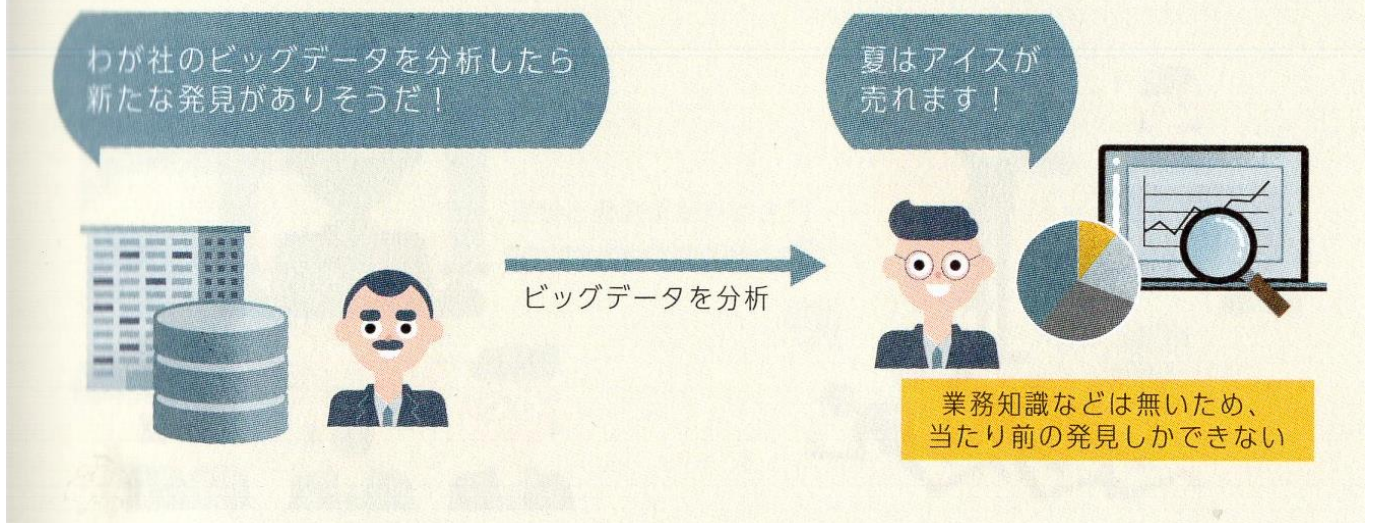 わが社のビッグデータを分析したら
新たな発見がありそうだ！
夏はアイスが
売れます！
ビッグデータを分析
業務知識などは無いため、
当たり前の発見しかできない